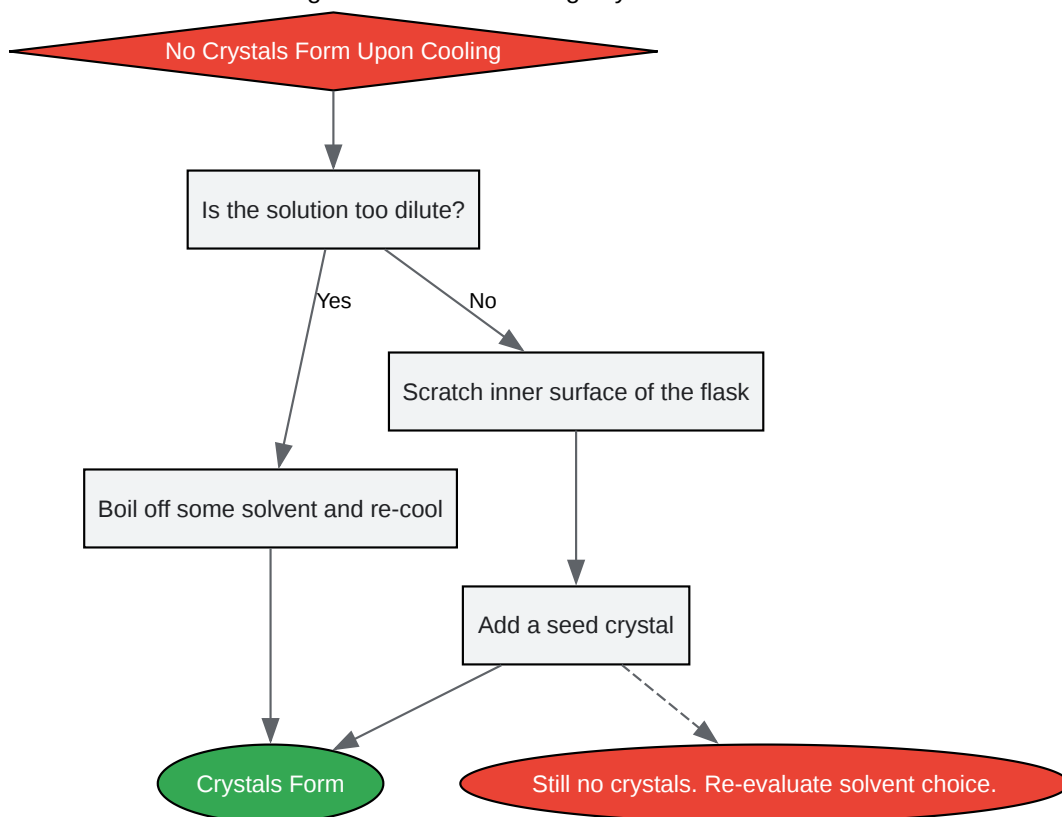 No Crystals Form Upon Cooling
Is the solution too dilute?
Yes
No
Scratch inner surface of the flask
Boil off some solvent and re-cool
Add a seed crystal
Crystals Form
Still no crystals. Re-evaluate solvent choice.